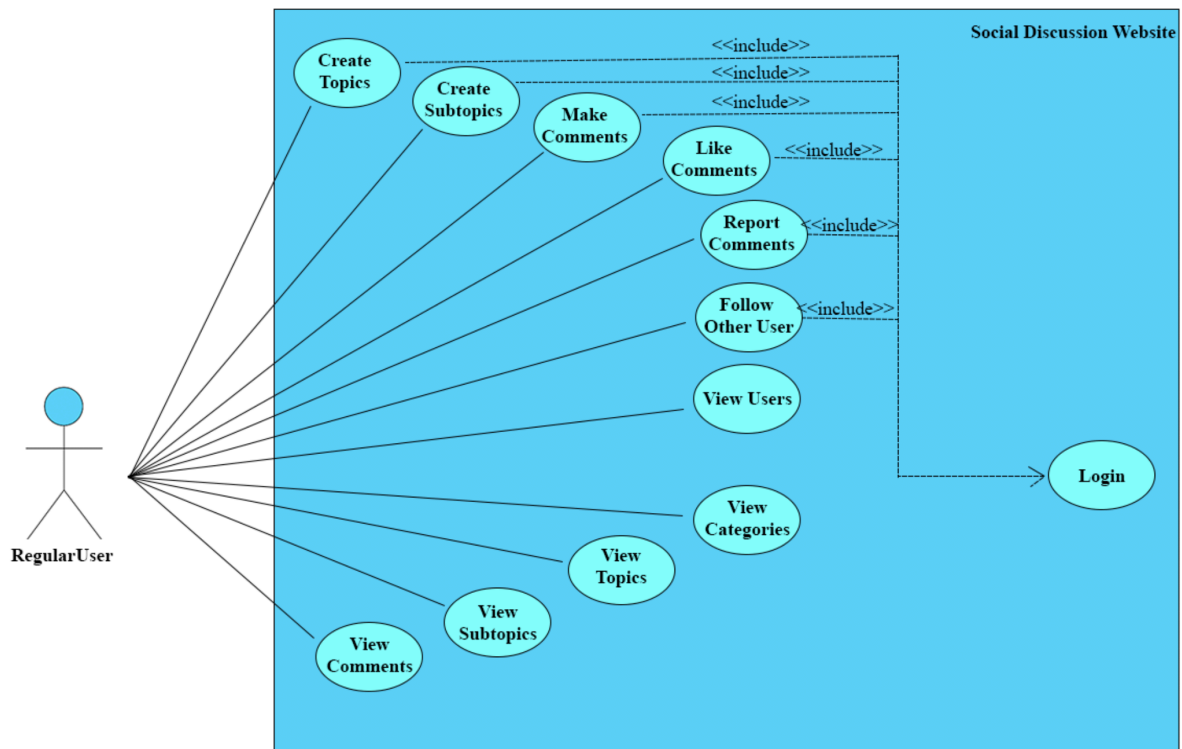 Social Discussion Website
<<include>>
Create
Topics
<<include>>
Create
Subtopics
<<include>>
Make
Comments
<<include>>
Like
Comments
<<include>>
Report
Comments
<<include>>
Follow
Other User
View Users
Login
View
Categories
RegularUser
View
Topics
View
Subtopics
View
Comments